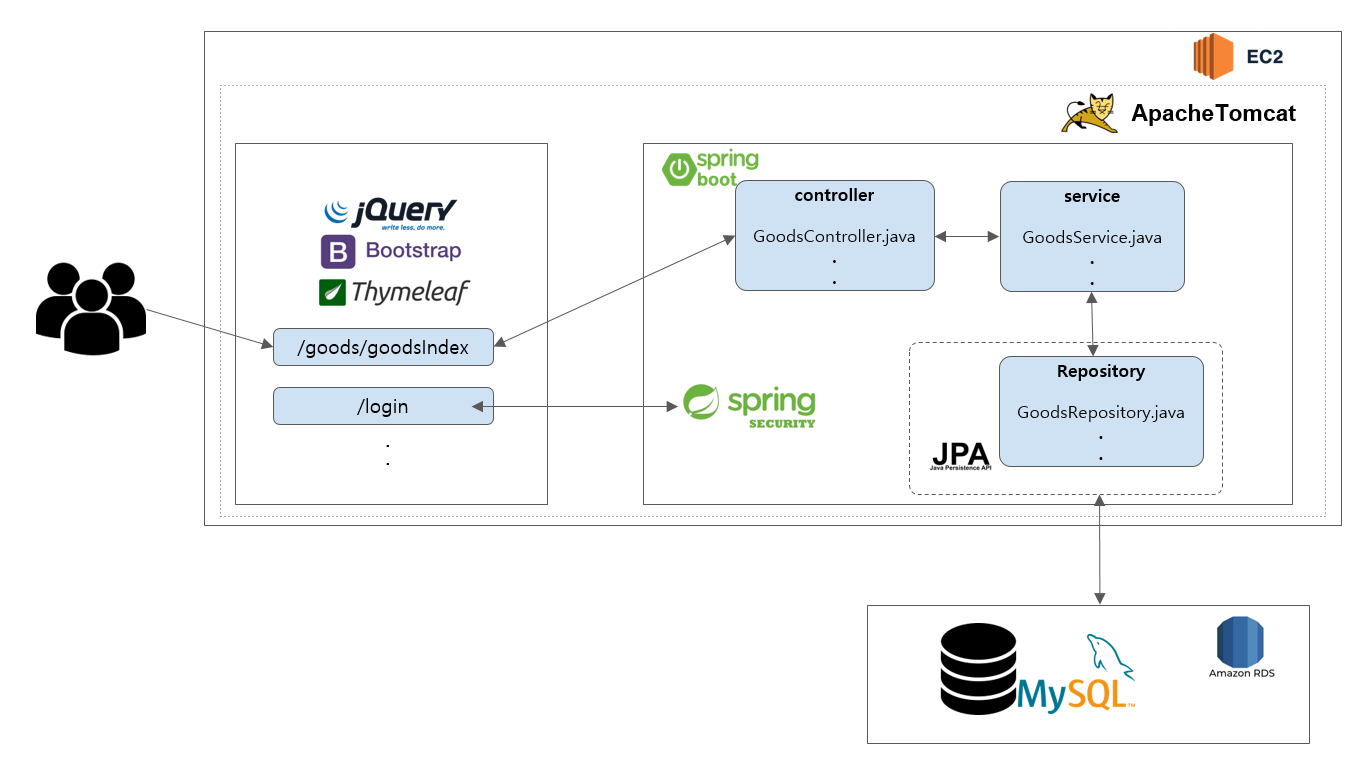 EC2
ApacheTomcat
jQuery
write less, do more.
B Bootstrap
Thymeleaf
/goods/goodsIndex
/login
.
.
spring
boot
controller
GoodsController.java
.
.
service
GoodsService.java
.
.
spring
SECURITY
Repository
GoodsRepository.java
.
.
JPA
Java Persistence API
MySQL™
Amazon RDS